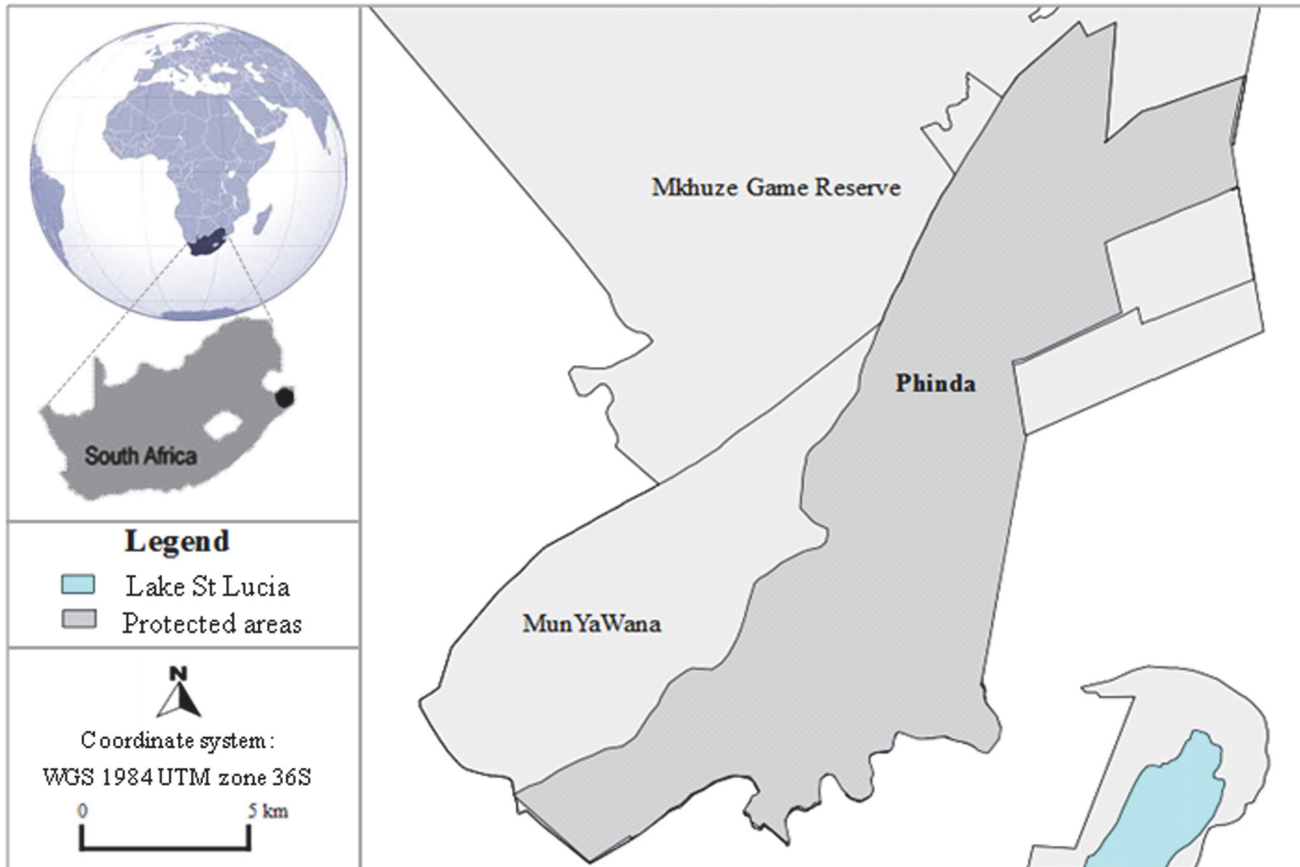 South Africa
Legend
Lake St Lucia
Protected areas
N
Coordinate system:
WGS 1984 UTM zone 36S
0 5 km
Mkhuze Game Reserve
Phinda
MunYaWana